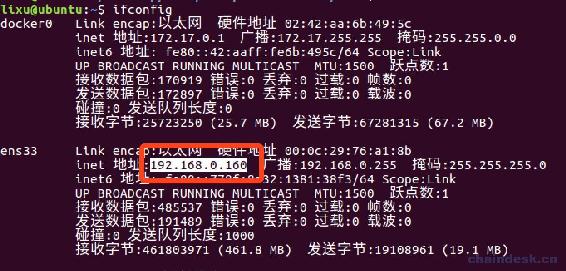 lixu@ubuntu:~$ ifconfig
docker0 Link encap:以太网 硬件地址 02:42:aa:6b:49:5c
inet 地址:172.17.0.1 广播:172.17.255.255 掩码:255.255.0.0
inet6 地址: fe80::42:aaff:fe6b:495c/64 Scope:Link
UP BROADCAST RUNNING MULTICAST MTU:1500 跃点数:1
接收数据包:170919 错误:0 丢弃:0 过载:0 帧数:0
发送数据包:172897 错误:0 丢弃:0 过载:0 载波:0
碰撞:0 发送队列长度:0
接收字节:25723250 (25.7 MB) 发送字节:67281315 (67.2 MB)
ens33 Link encap:以太网 硬件地址 00:0c:29:76:a1:8b
inet 地址:192.168.0.160 广播:192.168.0.255 掩码:255.255.255.0
inet6 地址: 32:1381:38f3/64 Scope:Link
UP BROADCAST RUNNING MULTICAST MTU:1500 跃点数:1
接收数据包:485537 错误:0 丢弃:0 过载:0 帧数:0
发送数据包:191489 错误:0 丢弃:0 过载:0 载波:0
碰撞:0 发送队列长度:1000
接收字节:461803971 (461.8 MB) 发送字节:19108961 (19.1 MB)
chaindesk.cn